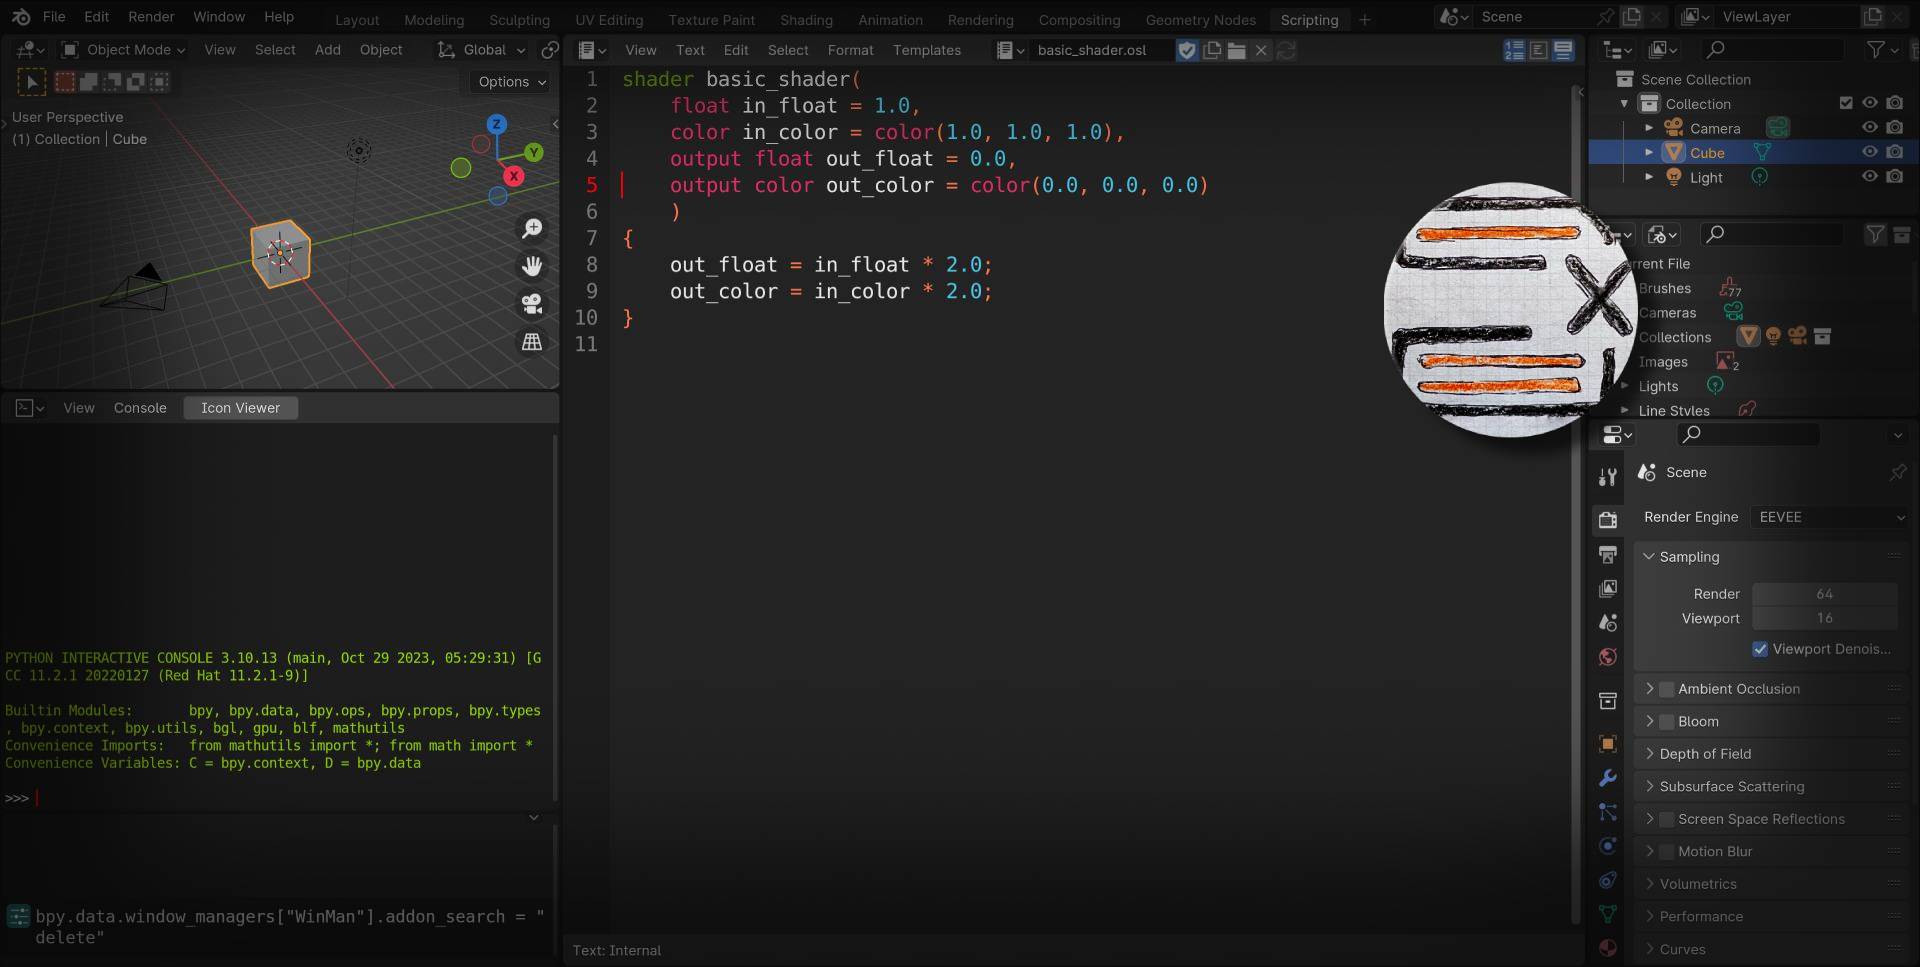 File Edit Render Window Help
Layout Modeling Sculpting UV Editing Texture Paint Shading Animation Rendering Compositing Geometry Nodes Scripting +
Scene
ViewLayer
Object Mode View Select Add Object Global
Options
User Perspective
(1) Collection | Cube
Z
Y
X
View Text Edit Select Format Templates
basic_shader.osl
1 shader basic_shader(
2 float in_float = 1.0,
3 color in_color = color(1.0, 1.0, 1.0),
4 output float out_float = 0.0,
5 output color out_color = color(0.0, 0.0, 0.0)
6 )
7 {
8 out_float = in_float * 2.0;
9 out_color = in_color * 2.0;
10 }
11
Text: Internal
View Console Icon Viewer
PYTHON INTERACTIVE CONSOLE 3.10.13 (main, Oct 29 2023, 05:29:31) [G
CC 11.2.1 20220127 (Red Hat 11.2.1-9)]
Builtin Modules: bpy, bpy.data, bpy.ops, bpy.props, bpy.types
, bpy.context, bpy.utils, bgl, gpu, blf, mathutils
Convenience Imports: from mathutils import *; from math import *
Convenience Variables: C = bpy.context, D = bpy.data
>>>
bpy.data.window_managers["WinMan"].addon_search = "
delete"
Scene Collection
Collection
Camera
Cube
Light
rrent File
Brushes 77
Cameras
Collections
Images 2
Lights
Line Styles
Scene
Render Engine EEVEE
Sampling
Render 64
Viewport 16
Viewport Denois...
Ambient Occlusion
Bloom
Depth of Field
Subsurface Scattering
Screen Space Reflections
Motion Blur
Volumetrics
Performance
Curves